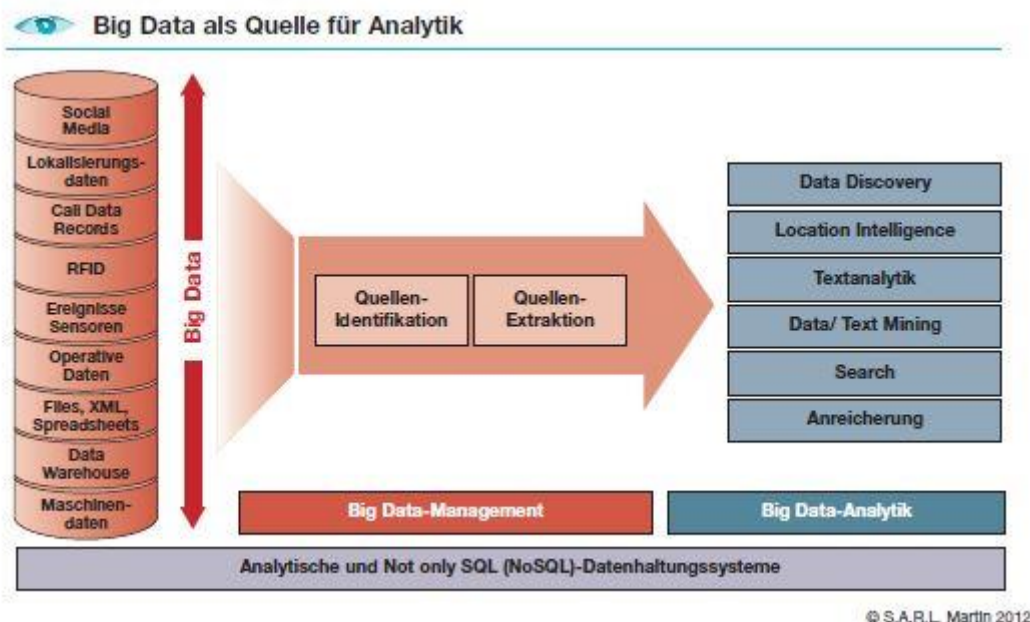 Big Data als Quelle für Analytik
Social
Media
Lokalisierungs-
daten
Call Data
Records
RFID
Ereignisse
Sensoren
Operative
Daten
Files, XML,
Spreadsheets
Data
Warehouse
Maschinen-
daten
Big Data
Quellen-
Identifikation
Quellen-
Extraktion
Data Discovery
Location Intelligence
Textanalytik
Data/ Text Mining
Search
Anreicherung
Big Data-Management
Big Data-Analytik
Analytische und Not only SQL (NoSQL)-Datenhaltungssysteme
© S.A.R.L. Martin 2012